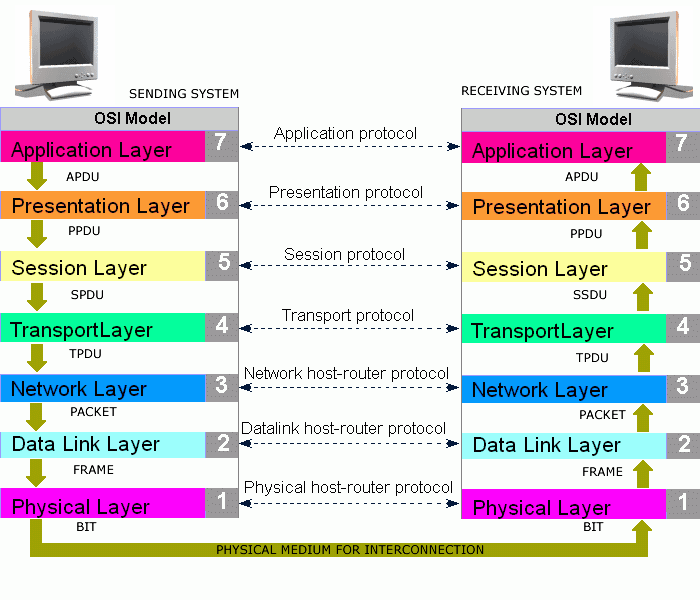 SENDING SYSTEM
RECEIVING SYSTEM
OSI Model
OSI Model
Application Layer 7
Application protocol
Application Layer 7
APDU
APDU
Presentation Layer 6
Presentation protocol
Presentation Layer 6
PPDU
PPDU
Session Layer 5
Session protocol
Session Layer 5
SPDU
SSDU
TransportLayer 4
Transport protocol
TransportLayer 4
TPDU
TPDU
Network Layer 3
Network host-router protocol
Network Layer 3
PACKET
PACKET
Data Link Layer 2
Datalink host-router protocol
Data Link Layer 2
FRAME
FRAME
Physical Layer 1
Physical host-router protocol
Physical Layer 1
BIT
BIT
PHYSICAL MEDIUM FOR INTERCONNECTION